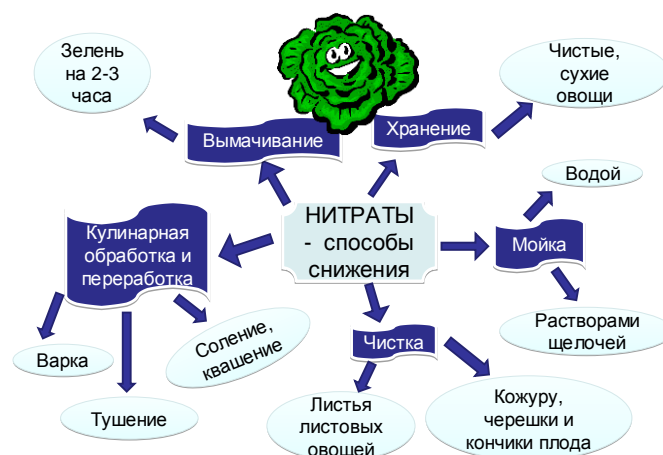 Зелень
на 2-3
часа
Чистые,
сухие
овощи
Вымачивание
Хранение
Водой
НИТРАТЫ
- способы
снижения
Кулинарная
обработка и
переработка
Мойка
Растворами
щелочей
Соление,
квашение
Чистка
Варка
Тушение
Листья
листовых
овощей
Кожуру,
черешки и
кончики плода